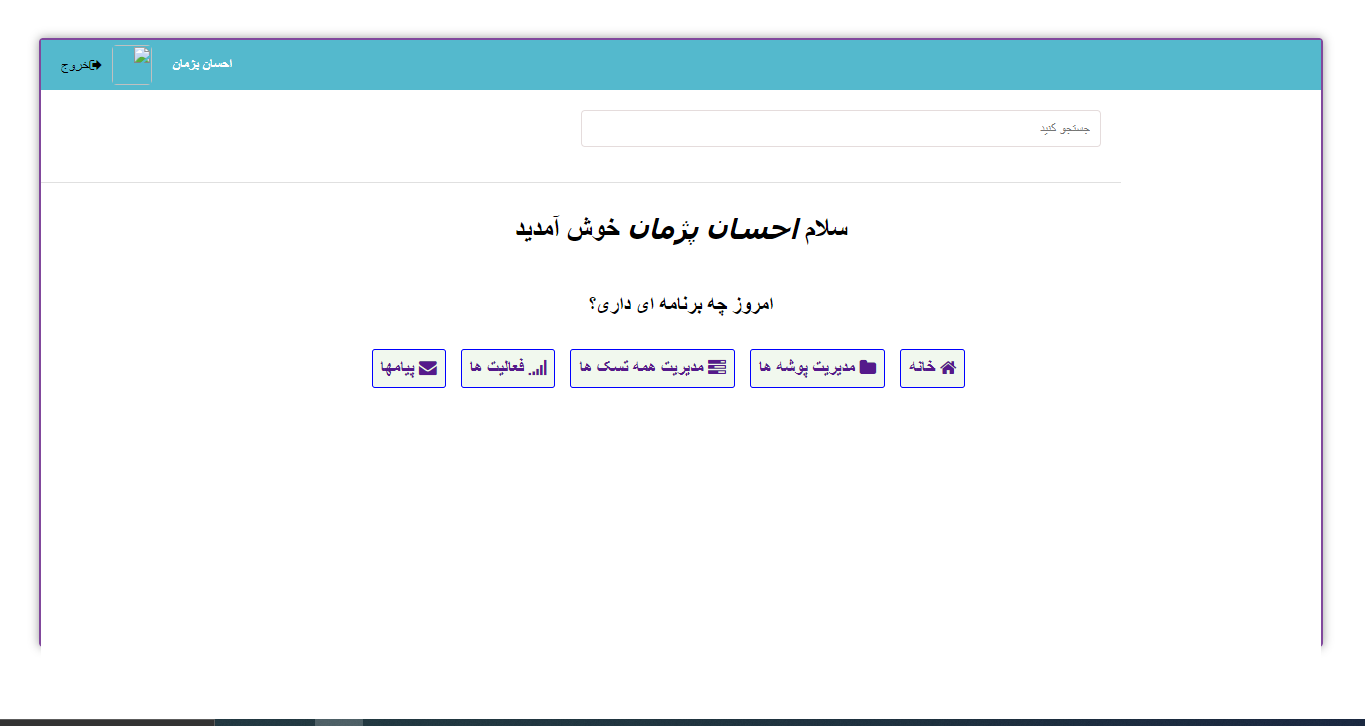 احسان پژمان
خروج
جستجو کنید
سلام احسان پژمان خوش آمدید
امروز چه برنامه ای داری؟
خانه
مدیریت پوشه ها
مدیریت همه تسک ها
فعالیت ها
پیامها